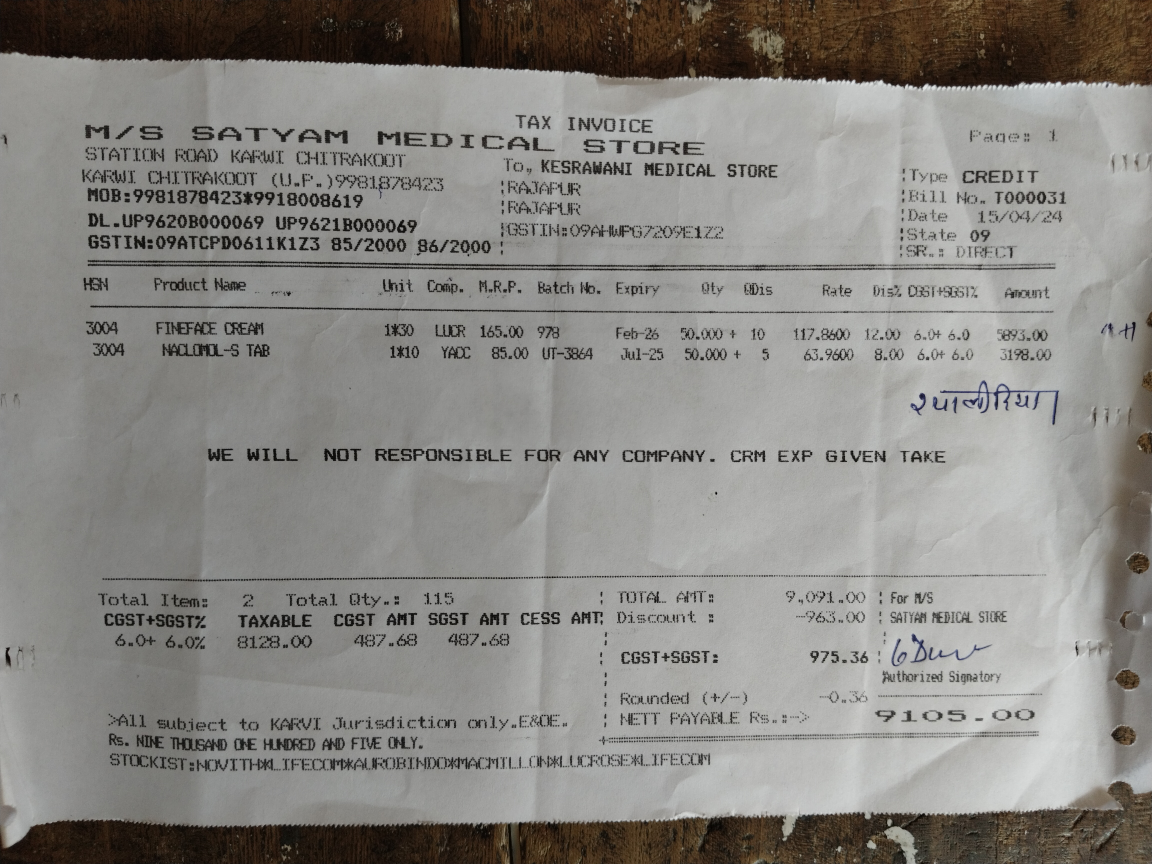 TAX INVOICE
Page: 1
M/S SATYAM MEDICAL STORE
STATION ROAD KARWI CHITRAKOOT
KARWI CHITRAKOOT (U.P.)9981878423
MOB:9981878423*9918008619
DL.UP9620B000069 UP9621B000069
GSTIN:09ATCPD0611K1Z3 85/2000 86/2000
To, KESRAWANI MEDICAL STORE
RAJAPUR
RAJAPUR
GSTIN:09AHWPG7209E1Z2
Type CREDIT
Bill No. T000031
Date 15/04/24
State 09
SR.: DIRECT
HSN Product Name Unit Comp. M.R.P. Batch No. Expiry Qty QDis Rate Dis% CGST+SGST% Amount
3004 FINEFACE CREAM 1*30 LUCR 165.00 978 Feb-26 50.000 + 10 117.8600 12.00 6.0+ 6.0 5893.00
3004 NACLOMOL-S TAB 1*10 YACC 85.00 UT-3864 Jul-25 50.000 + 5 63.9600 8.00 6.0+ 6.0 3198.00
WE WILL NOT RESPONSIBLE FOR ANY COMPANY. CRM EXP GIVEN TAKE
Total Item: 2 Total Qty.: 115
CGST+SGST% TAXABLE CGST AMT SGST AMT CESS AMT
6.0+ 6.0% 8128.00 487.68 487.68
TOTAL AMT: 9,091.00
Discount : -963.00
CGST+SGST: 975.36
Rounded (+/-) -0.36
NETT PAYABLE Rs.:-> 9105.00
For M/S
SATYAM MEDICAL STORE
Authorized Signatory
>All subject to KARVI Jurisdiction only.E&OE.
Rs. NINE THOUSAND ONE HUNDRED AND FIVE ONLY.
STOCKIST:NOVITH*LIFECOM*AUROBINDO*MACMILLON*LUCROSE*LIFECOM